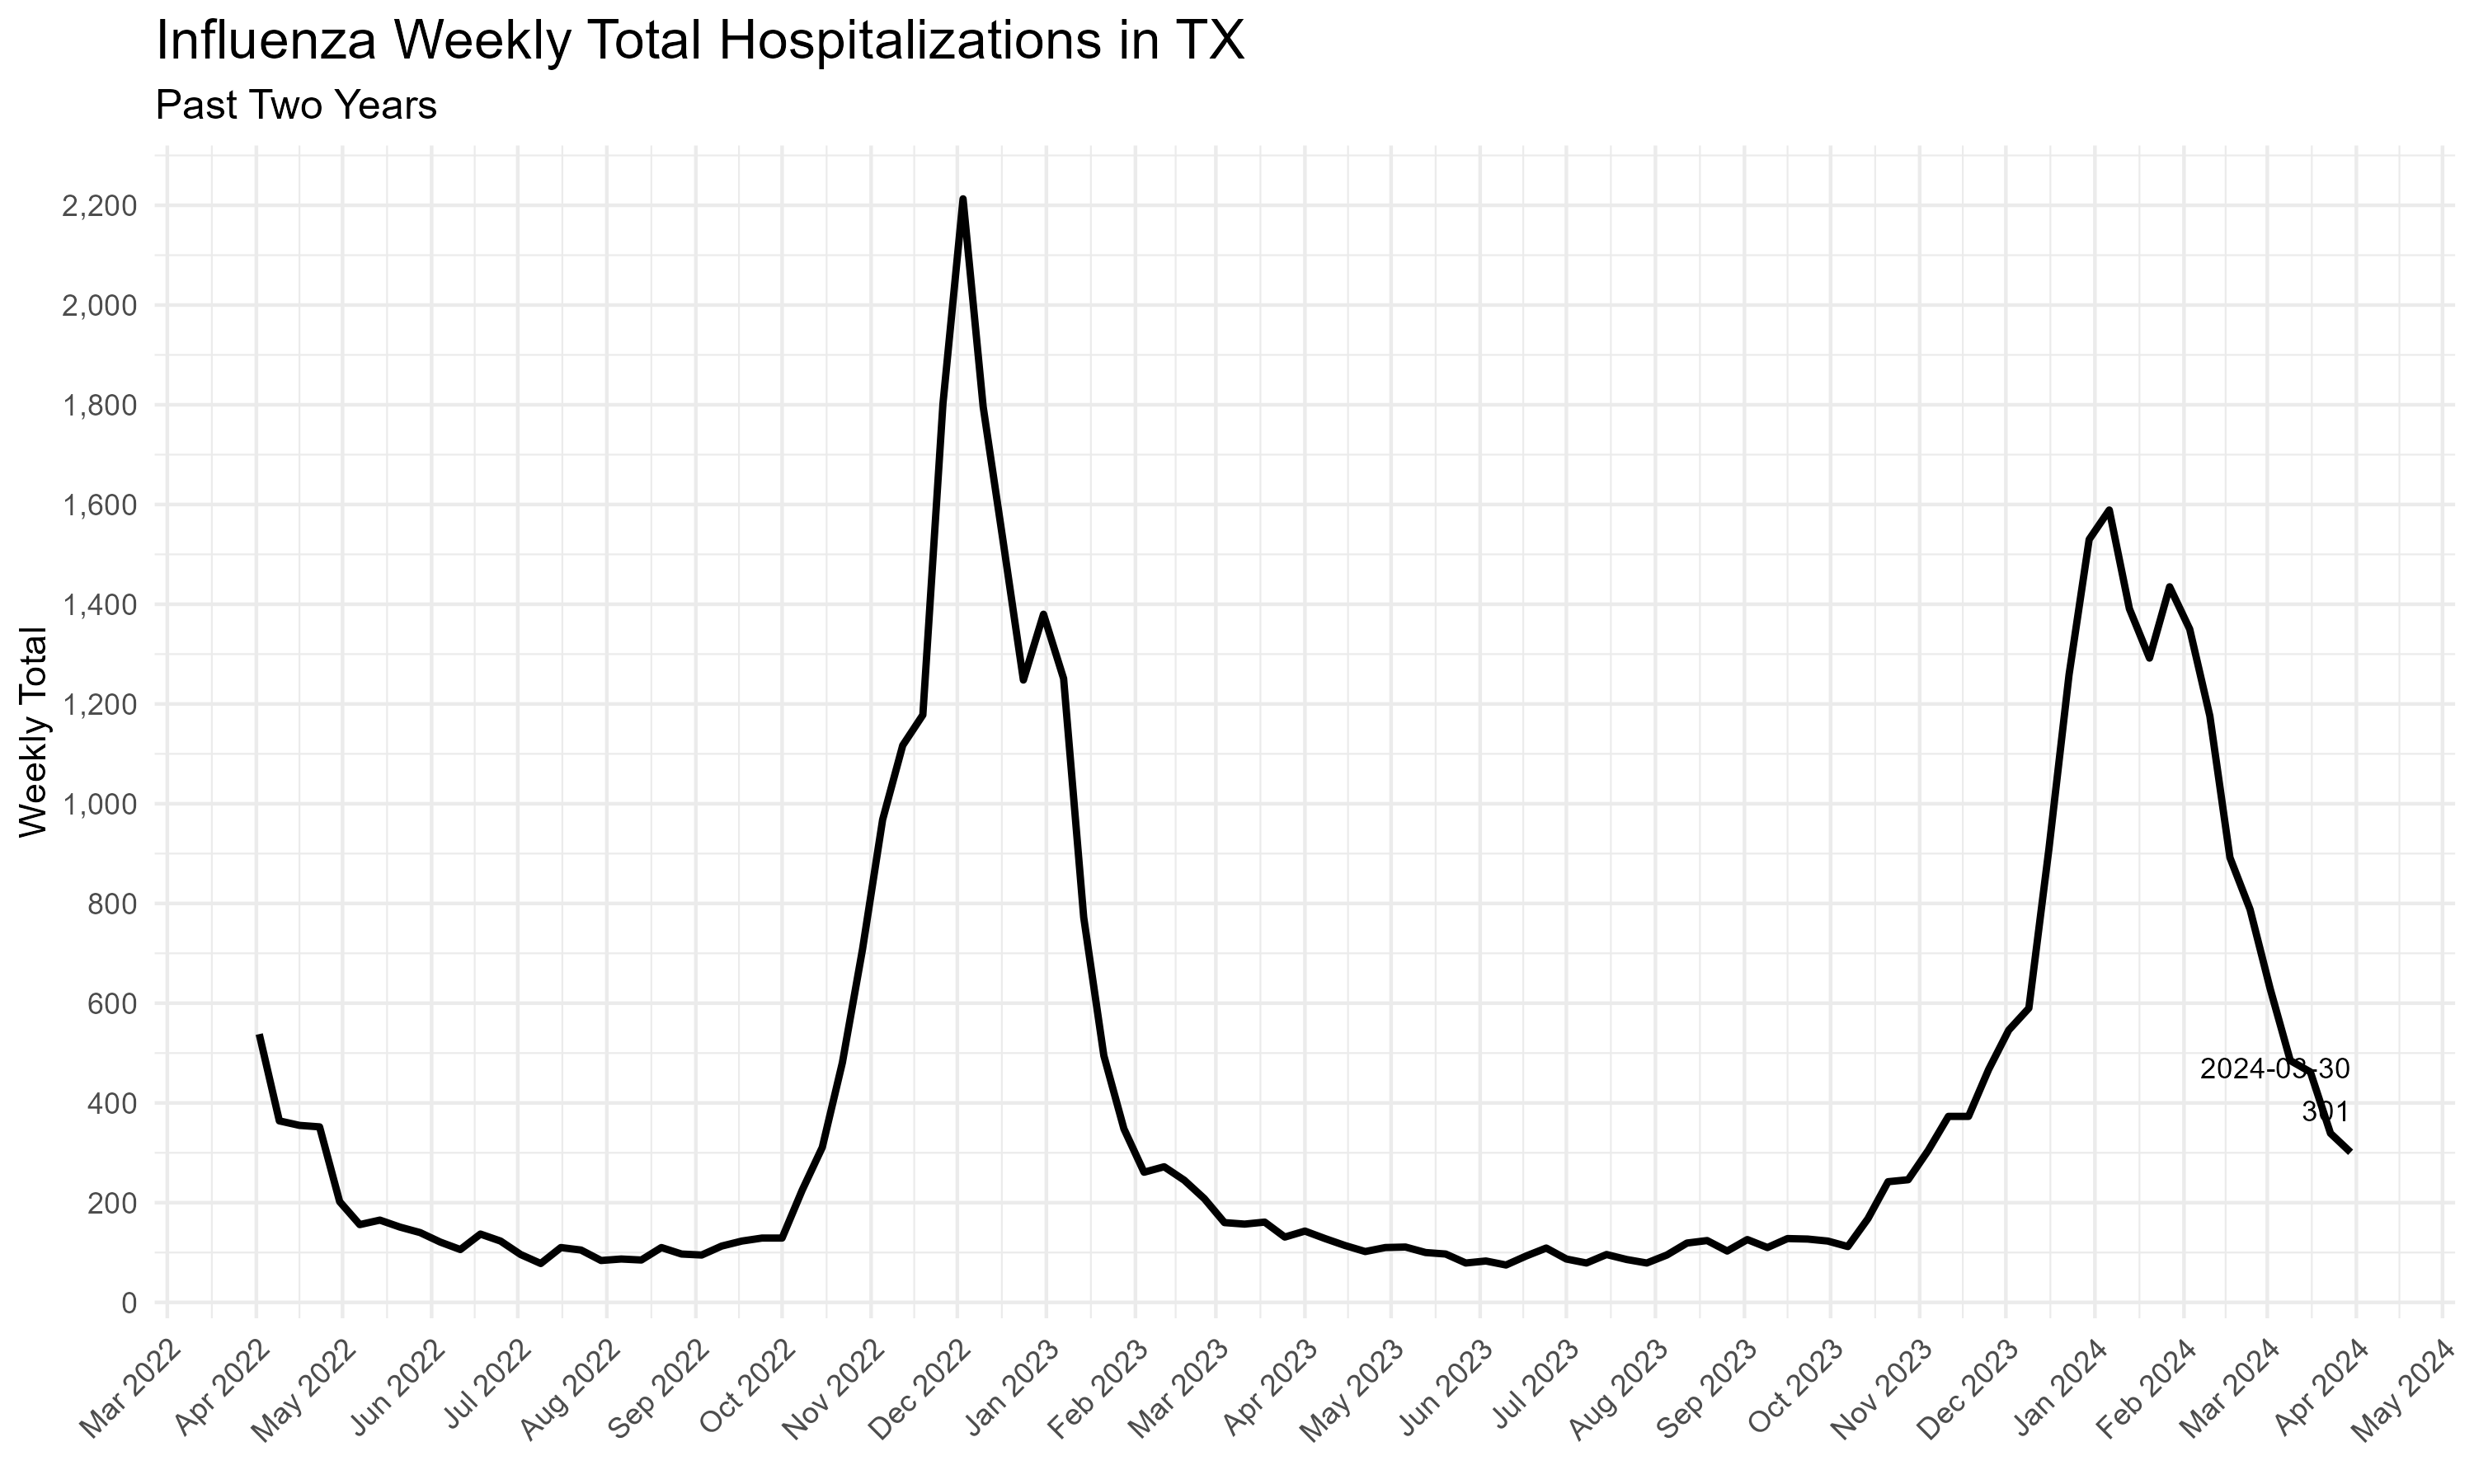 Influenza Weekly Total Hospitalizations in TX
Past Two Years
Weekly Total
2,200
2,000
1,800
1,600
1,400
1,200
1,000
800
600
400
200
0
2024-03-30
301
Mar 2022
Apr 2022
May 2022
Jun 2022
Jul 2022
Aug 2022
Sep 2022
Oct 2022
Nov 2022
Dec 2022
Jan 2023
Feb 2023
Mar 2023
Apr 2023
May 2023
Jun 2023
Jul 2023
Aug 2023
Sep 2023
Oct 2023
Nov 2023
Dec 2023
Jan 2024
Feb 2024
Mar 2024
Apr 2024
May 2024